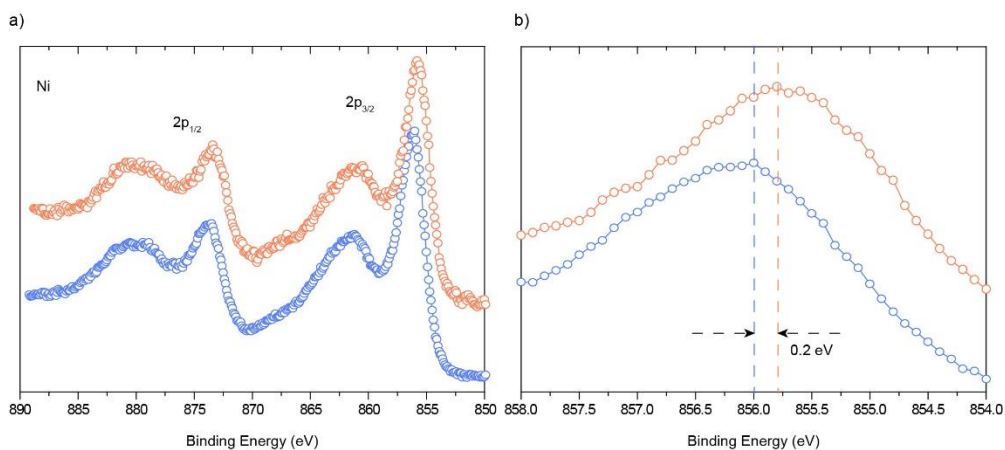 a)
Ni
2p1/2
2p3/2
890 885 880 875 870 865 860 855 850
Binding Energy (eV)
b)
0.2 eV
858.0 857.5 857.0 856.5 856.0 855.5 855.0 854.5 854.0
Binding Energy (eV)